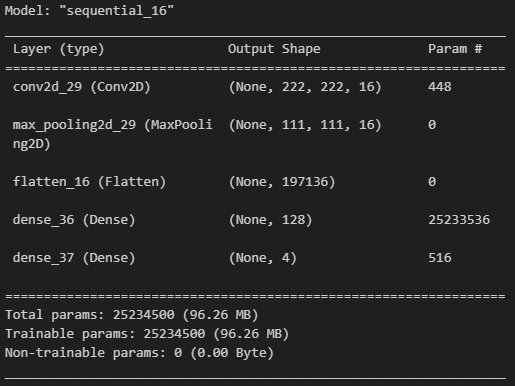 Model: "sequential_16"
Layer (type) Output Shape Param #
conv2d_29 (Conv2D) (None, 222, 222, 16) 448
max_pooling2d_29 (MaxPooli (None, 111, 111, 16) 0
ng2D)
flatten_16 (Flatten) (None, 197136) 0
dense_36 (Dense) (None, 128) 25233536
dense_37 (Dense) (None, 4) 516
Total params: 25234500 (96.26 MB)
Trainable params: 25234500 (96.26 MB)
Non-trainable params: 0 (0.00 Byte)